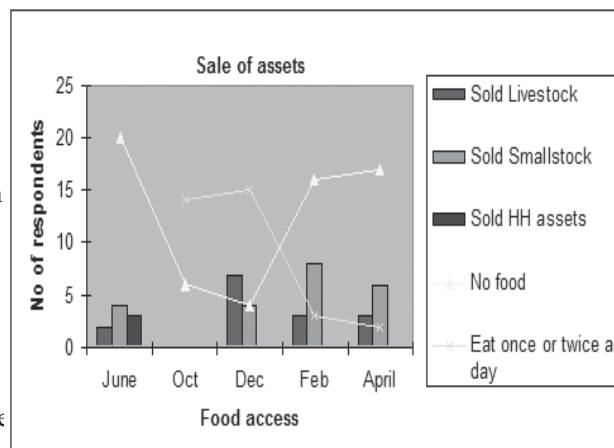 Sale of assets
No of respondents
25
20
15
10
5
0
June Oct Dec Feb April
Food access
Sold Livestock
Sold Smallstock
Sold HH assets
No food
Eat once or twice a
day